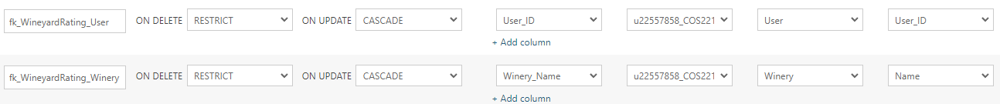 fk_WineyardRating_User ON DELETE RESTRICT ON UPDATE CASCADE User_ID u22557858_COS221 User User_ID
+ Add column
fk_WineyardRating_Winery ON DELETE RESTRICT ON UPDATE CASCADE Winery_Name u22557858_COS221 Winery Name
+ Add column